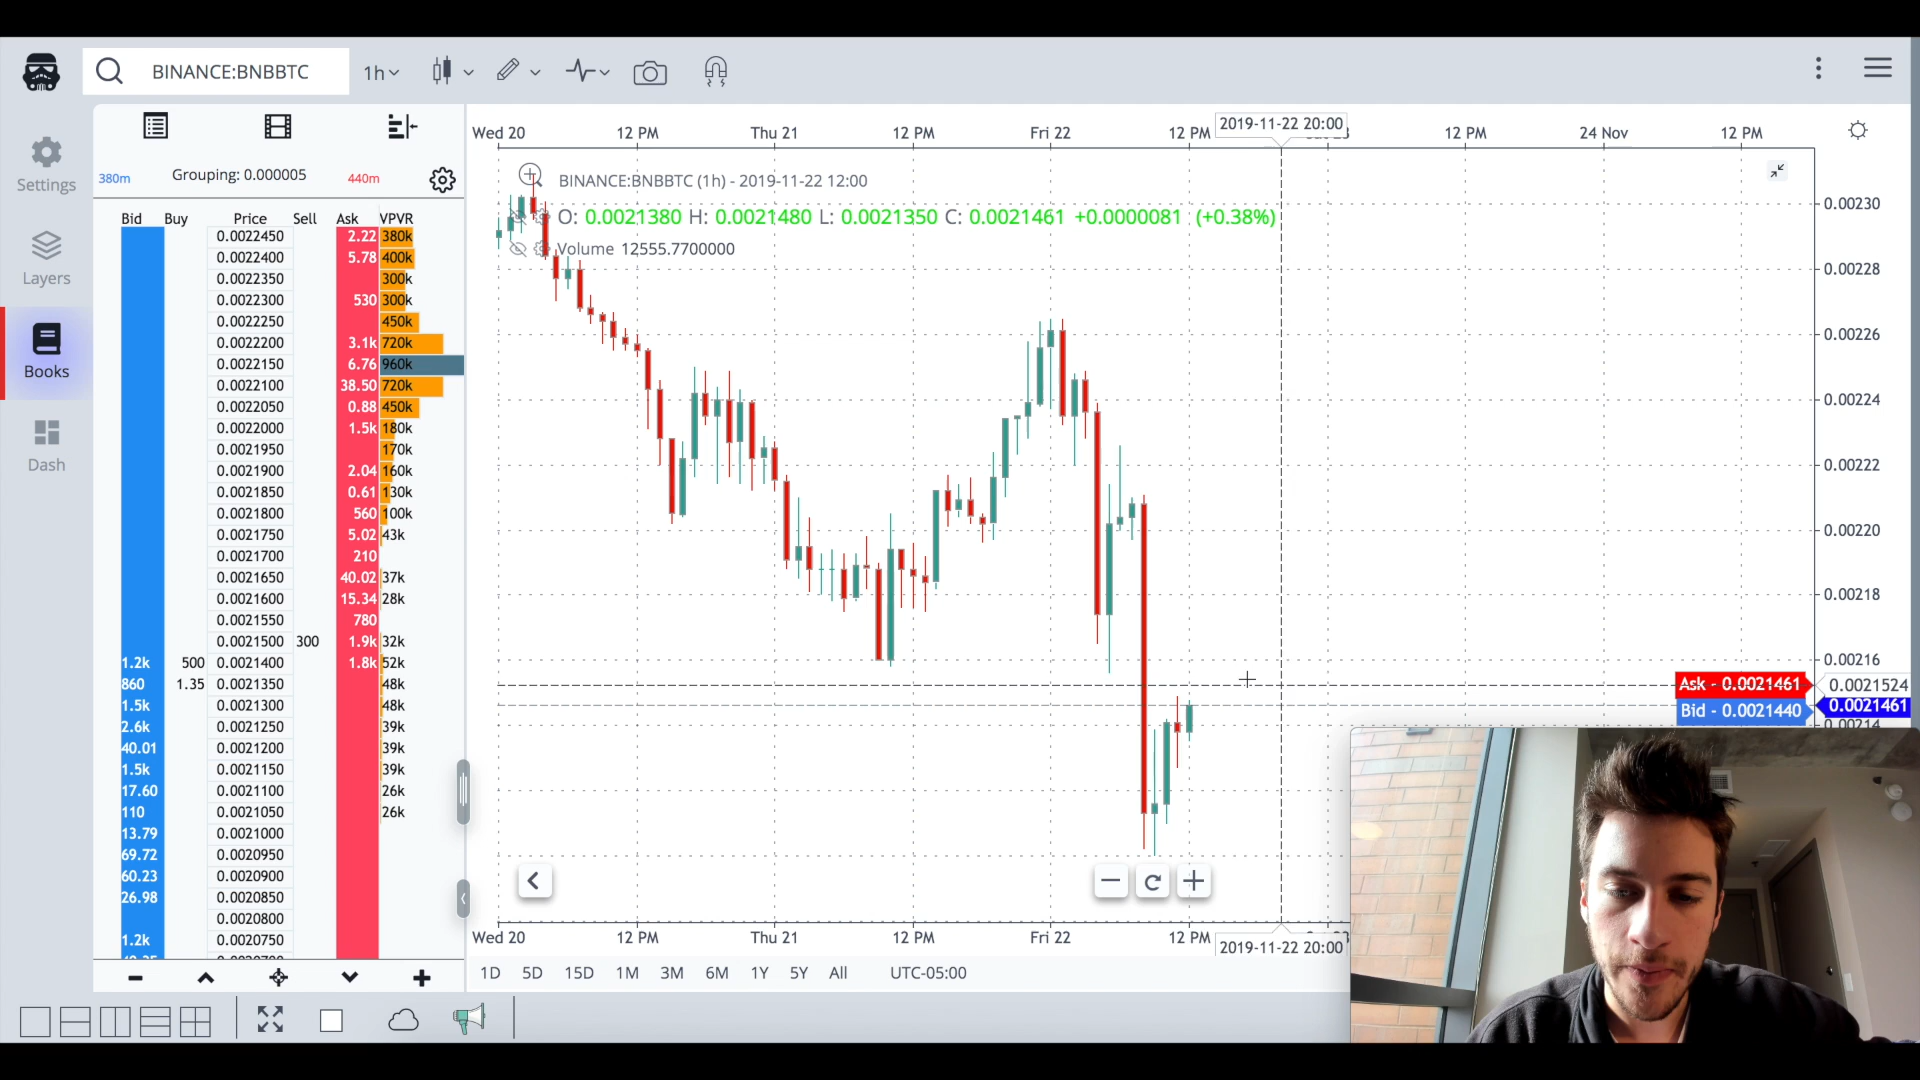 BINANCE:BNBBTC
1h
Settings
Layers
Books
Dash
380m
Grouping: 0.000005
440m
Bid Buy Price Sell Ask VPVR
0.0022450 2.22 380k
0.0022400 5.78 400k
0.0022350 300k
0.0022300 530 300k
0.0022250 450k
0.0022200 3.1k 720k
0.0022150 6.76 960k
0.0022100 38.50 720k
0.0022050 0.88 450k
0.0022000 1.5k 180k
0.0021950 170k
0.0021900 2.04 160k
0.0021850 0.61 130k
0.0021800 560 100k
0.0021750 5.02 43k
0.0021700 210
0.0021650 40.02 37k
0.0021600 15.34 28k
0.0021550 780
0.0021500 300 1.9k 32k
1.2k 500 0.0021400 1.8k 52k
860 1.35 0.0021350 48k
1.5k 0.0021300 48k
2.6k 0.0021250 39k
40.01 0.0021200 39k
1.5k 0.0021150 39k
17.60 0.0021100 26k
110 0.0021050 26k
13.79 0.0021000
69.72 0.0020950
60.23 0.0020900
26.98 0.0020850
0.0020800
1.2k 0.0020750
Wed 20 12 PM Thu 21 12 PM Fri 22 12 PM 2019-11-22 20:00 12 PM 24 Nov 12 PM
BINANCE:BNBBTC (1h) - 2019-11-22 12:00
O: 0.0021380 H: 0.0021480 L: 0.0021350 C: 0.0021461 +0.0000081 (+0.38%)
Volume 12555.7700000
0.00230
0.00228
0.00226
0.00224
0.00222
0.00220
0.00218
0.00216
Ask - 0.0021461 0.0021524
Bid - 0.0021440 0.0021461
0.00214
Wed 20 12 PM Thu 21 12 PM Fri 22 12 PM 2019-11-22 20:00
1D 5D 15D 1M 3M 6M 1Y 5Y All UTC-05:00